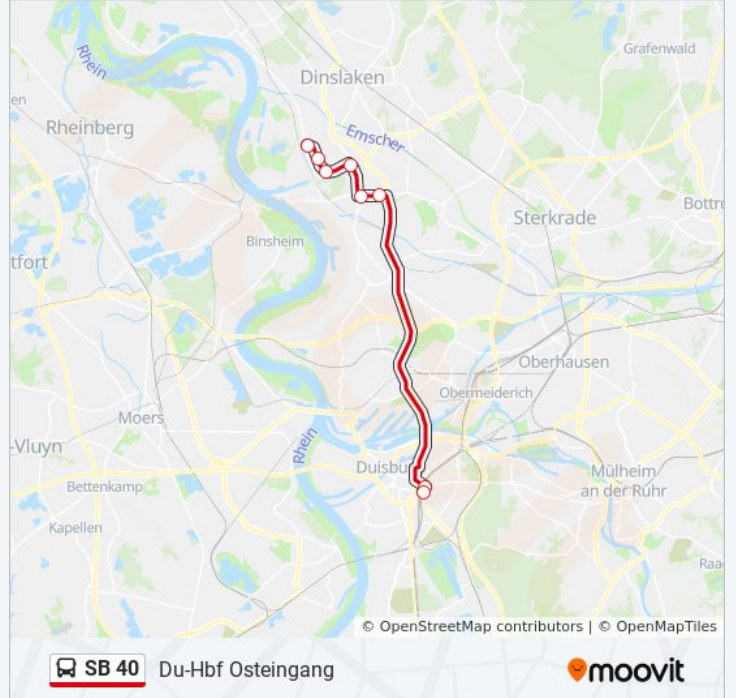 Grafenwald
Dinslaken
Rhein
en
Rheinberg
Emscher
Bottro
Sterkrade
Binsheim
tfort
Oberhausen
Obermeiderich
Moers
-Vluyn
Rhein
Duisbu
Mülheim
an der Ruhr
Bettenkamp
Kapellen
Raa
© OpenStreetMap contributors | © OpenMapTiles
SB 40 Du-Hbf Osteingang moovit